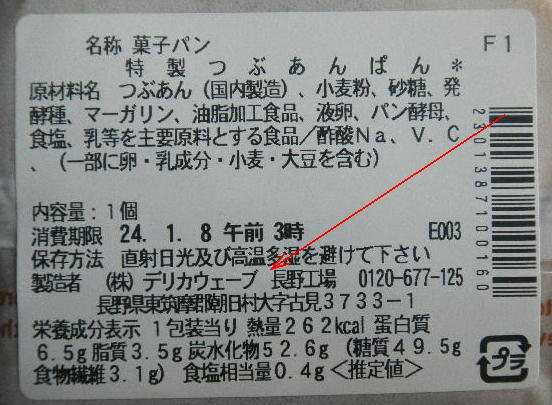 名称 菓子パン F1
特製つぶあんぱん＊
原材料名 つぶあん（国内製造）、小麦粉、砂糖、発
酵種、マーガリン、油脂加工食品、液卵、パン酵母、
食塩、乳等を主要原料とする食品／酢酸Na、V.C
、（一部に卵・乳成分・小麦・大豆を含む）
2301387100160
内容量：1個
消費期限 24. 1. 8 午前 3時 E003
保存方法 直射日光及び高温多湿を避けて下さい
製造者 （株）デリカウェーブ 長野工場 0120-677-125
長野県東筑摩郡朝日村大字古見3733－1
栄養成分表示 1包装当り 熱量262kcal 蛋白質
6.5g 脂質3.5g 炭水化物52.6g （糖質49.5g
食物繊維3.1g） 食塩相当量0.4g＜推定値＞
プラ